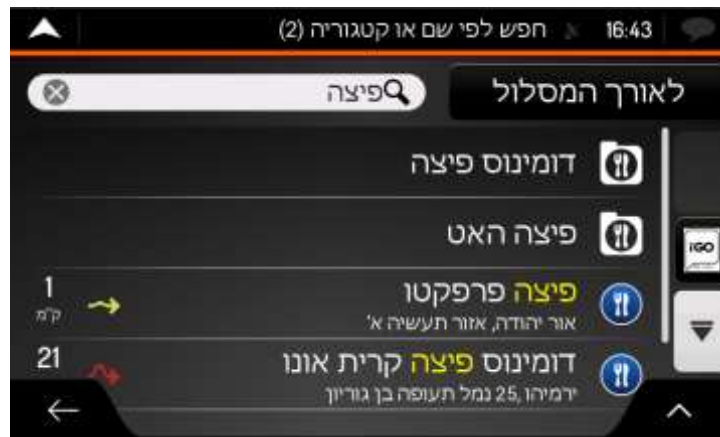 חפש לפי שם או קטגוריה (2) 16:43
לאורך המסלול
פיצה
דומינוס פיצה
פיצה האט
iGO
פיצה פרפקטו
אור יהודה, אזור תעשיה א'
1
ק"מ
דומינוס פיצה קרית אונו
ירמיהו ,25 נמל תעופה בן גוריון
21